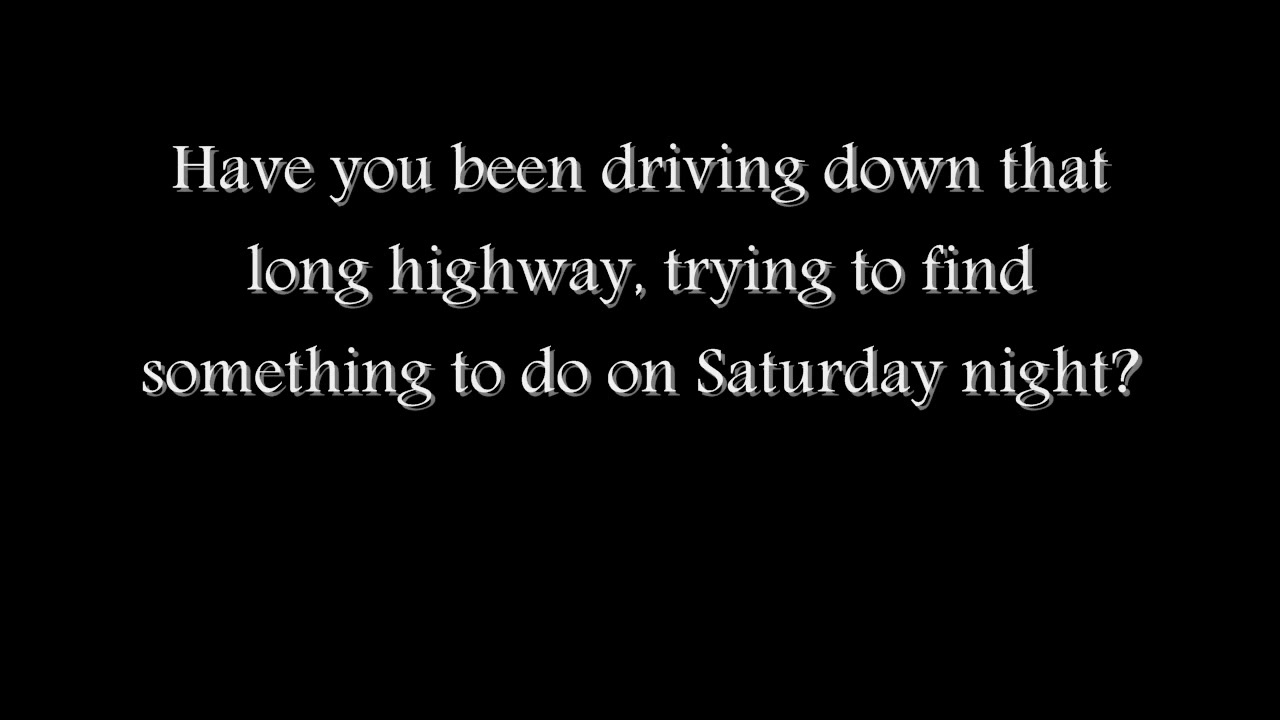 Have you been driving down that
long highway, trying to find
something to do on Saturday night?